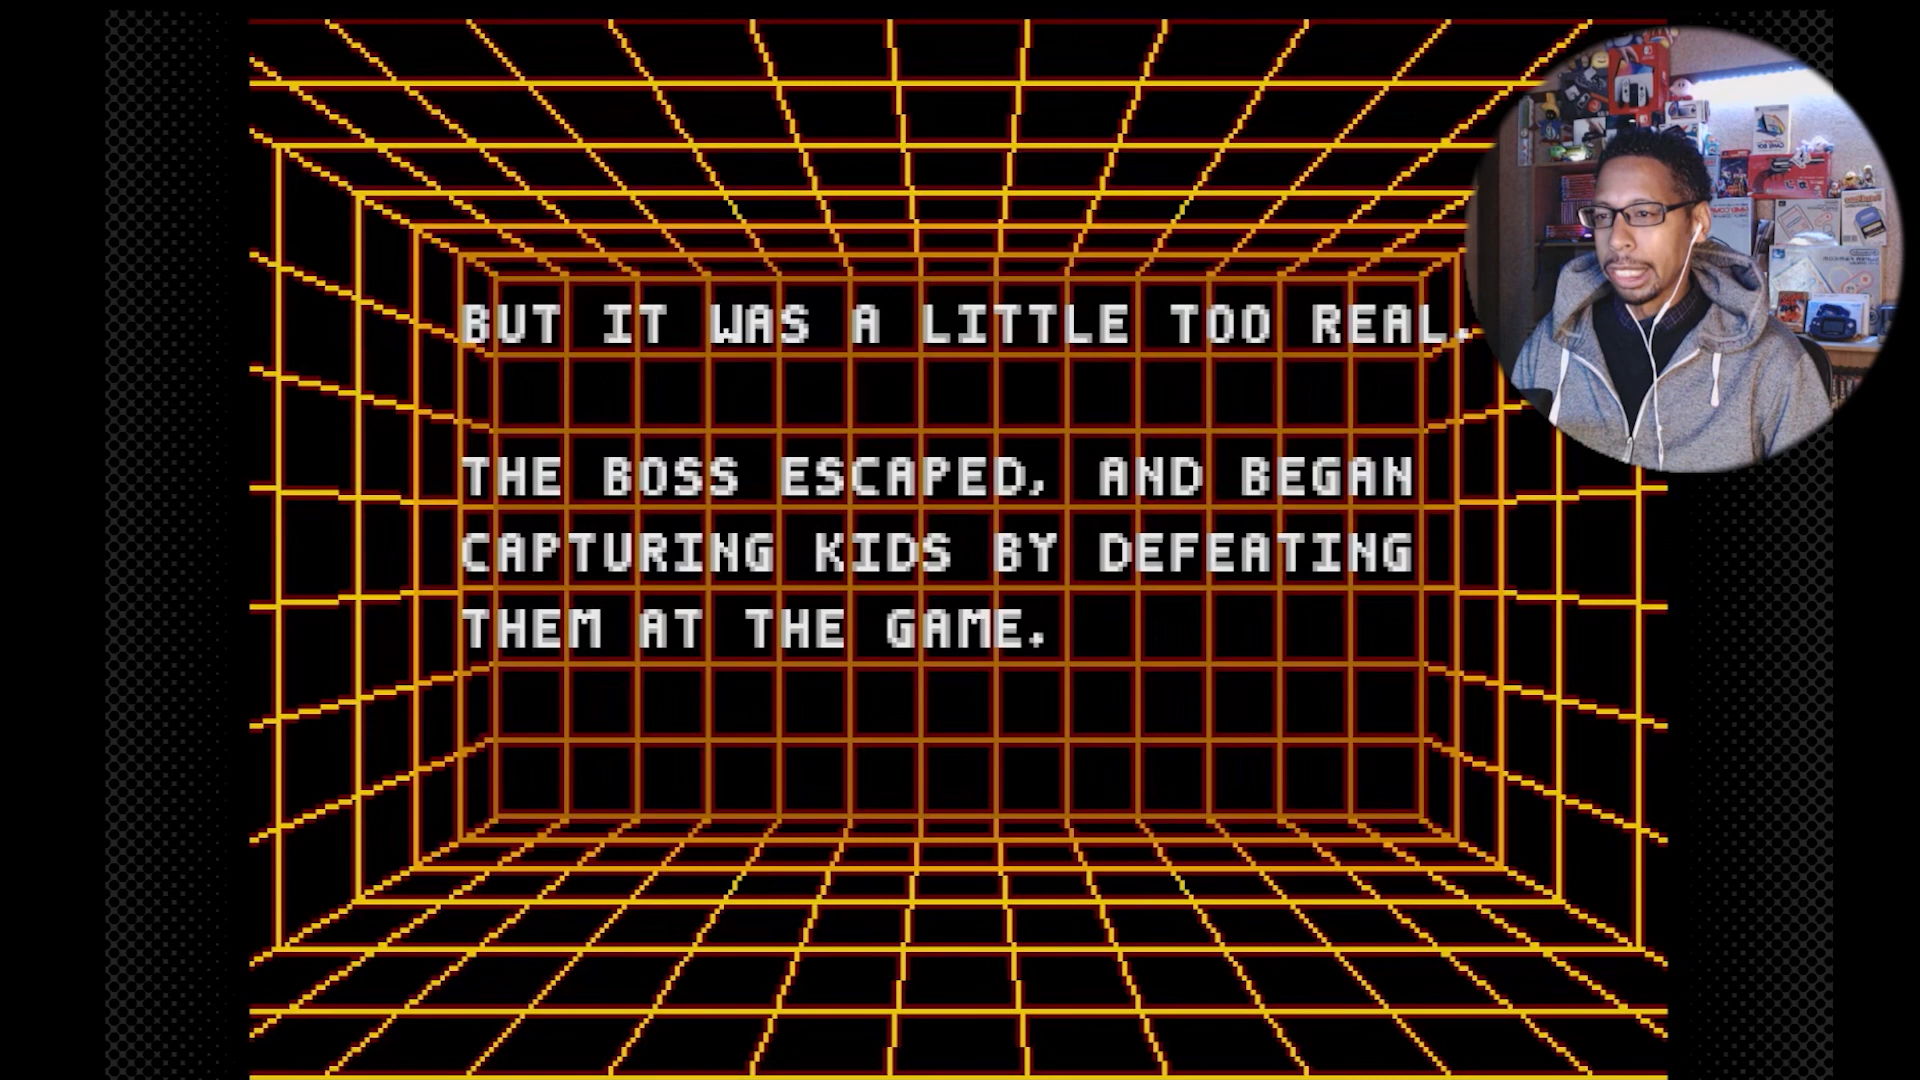 BUT IT WAS A LITTLE TOO REAL.
THE BOSS ESCAPED, AND BEGAN
CAPTURING KIDS BY DEFEATING
THEM AT THE GAME.